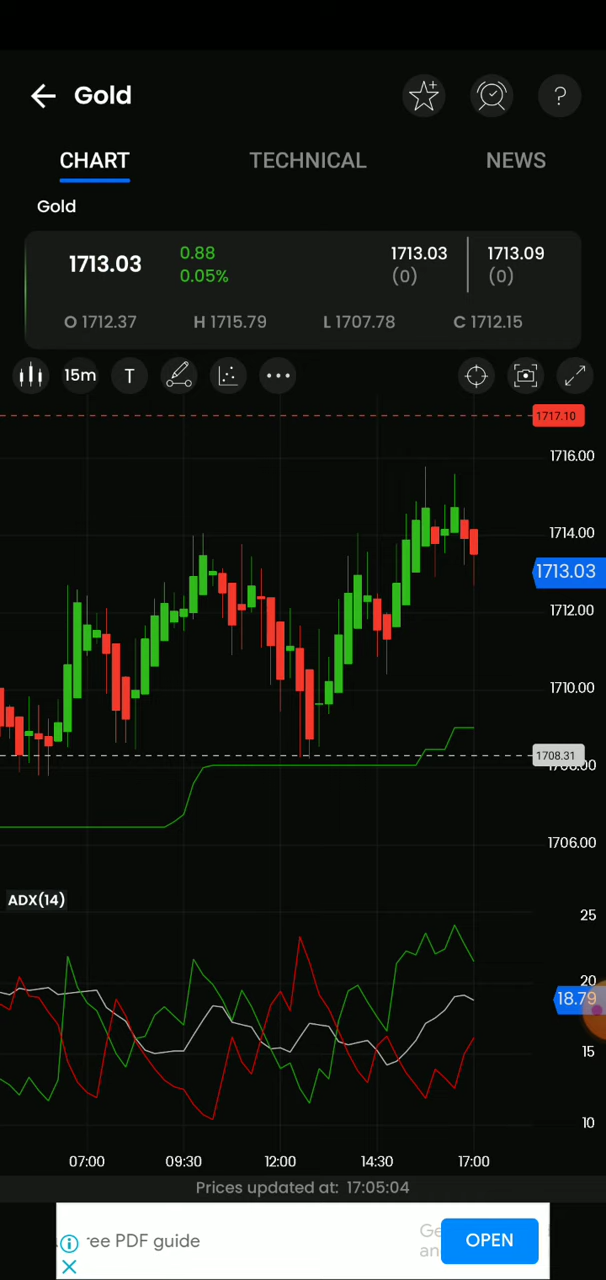 Gold
CHART TECHNICAL NEWS
Gold
1713.03 0.88 0.05% 1713.03 (0) 1713.09 (0)
O 1712.37 H 1715.79 L 1707.78 C 1712.15
15m T
?
1717.10
1716.00
1714.00
1713.03
1712.00
1710.00
1708.31
1706.00
ADX(14)
25
20
18.79
15
10
07:00 09:30 12:00 14:30 17:00
Prices updated at: 17:05:04
ree PDF guide
OPEN